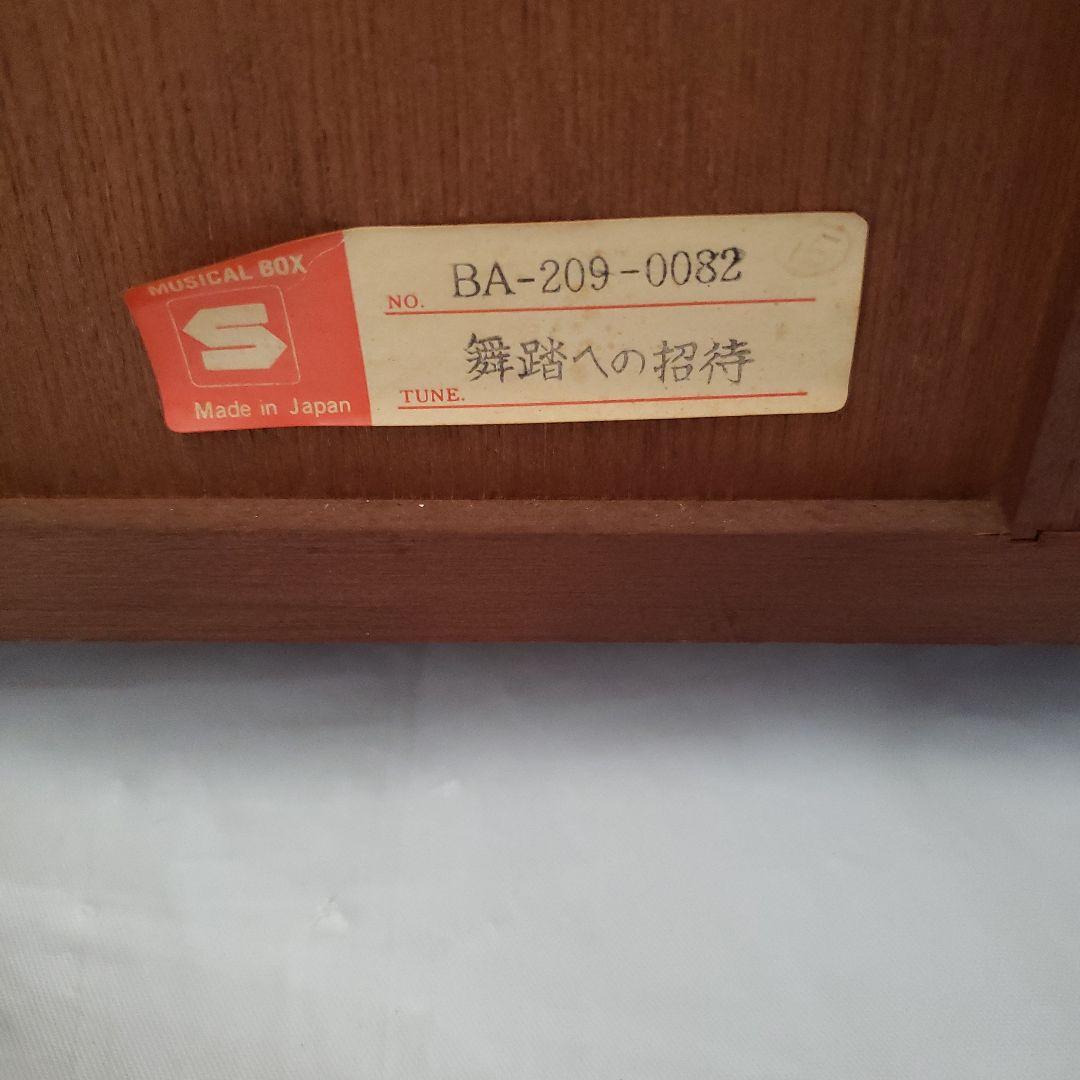 MUSICAL BOX
S
Made in Japan
NO. BA-209-0082
舞踏への招待
TUNE.